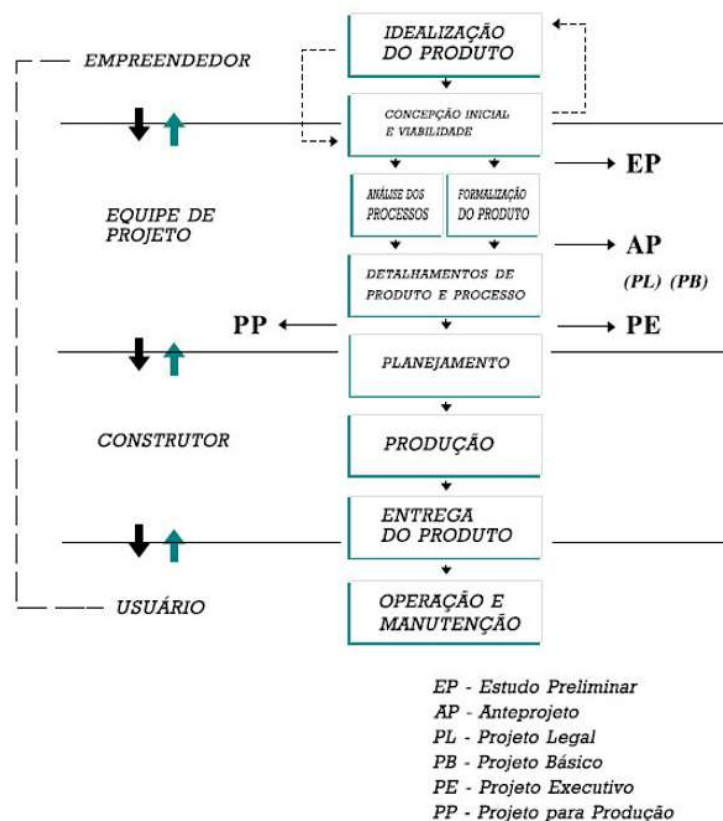 IDEALIZAÇÃO
DO PRODUTO
EMPREENDEDOR
CONCEPÇÃO INICIAL
E VIABILIDADE
EP
ANÁLISE DOS
PROCESSOS
FORMALIZAÇÃO
DO PRODUTO
EQUIPE DE
PROJETO
AP
(PL) (PB)
DETALHAMENTOS DE
PRODUTO E PROCESSO
PP
PE
PLANEJAMENTO
CONSTRUTOR
PRODUÇÃO
ENTREGA
DO PRODUTO
USUÁRIO
OPERAÇÃO E
MANUTENÇÃO
EP - Estudo Preliminar
AP - Anteprojeto
PL - Projeto Legal
PB - Projeto Básico
PE - Projeto Executivo
PP - Projeto para Produção